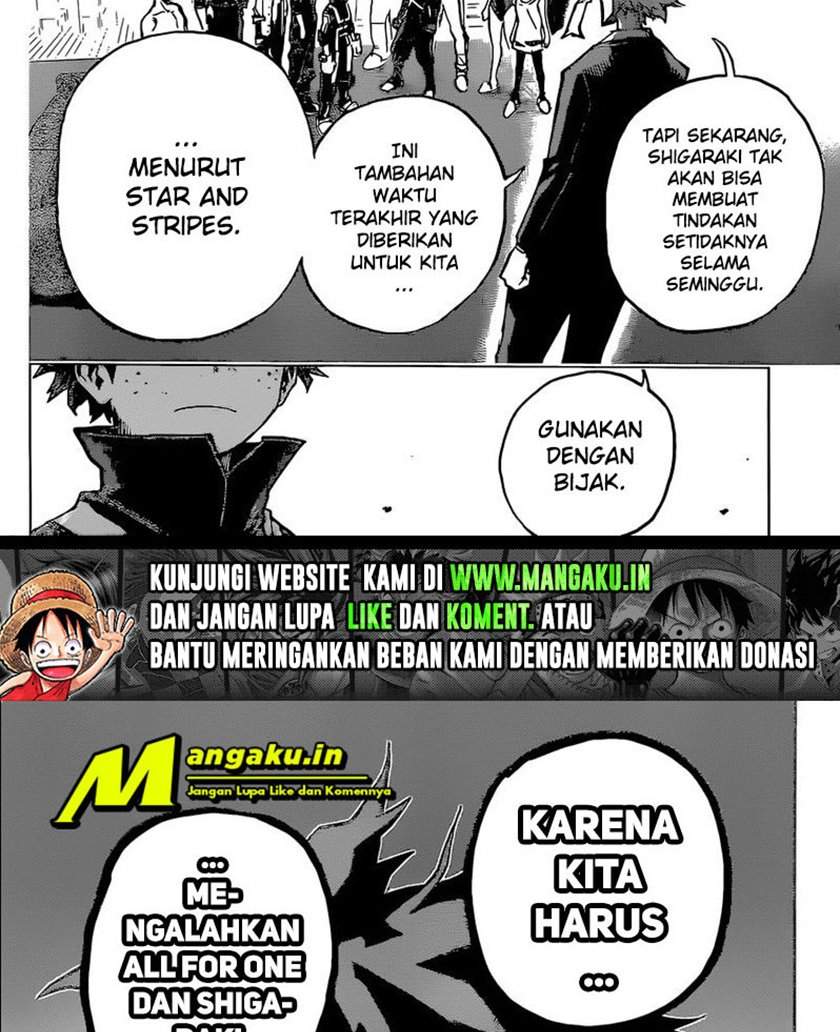 TAPI SEKARANG,
SHIGARAKI TAK
AKAN BISA
MEMBUAT
TINDAKAN
SETIDAKNYA
SELAMA
SEMINGGU.
INI
TAMBAHAN
WAKTU
TERAKHIR YANG
DIBERIKAN
UNTUK KITA
...
...
MENURUT
STAR AND
STRIPES.
GUNAKAN
DENGAN
BIJAK.
KUNJUNGI WEBSITE KAMI DI WWW.MANGAKU.IN
DAN JANGAN LUPA LIKE DAN KOMENT. ATAU
BANTU MERINGANKAN BEBAN KAMI DENGAN MEMBERIKAN DONASI
Mangaku.in
Jangan Lupa Like dan Komennya
KARENA
KITA
HARUS
...
...
ME-
NGALAHKAN
ALL FOR ONE
DAN SHIGA-
RAKI